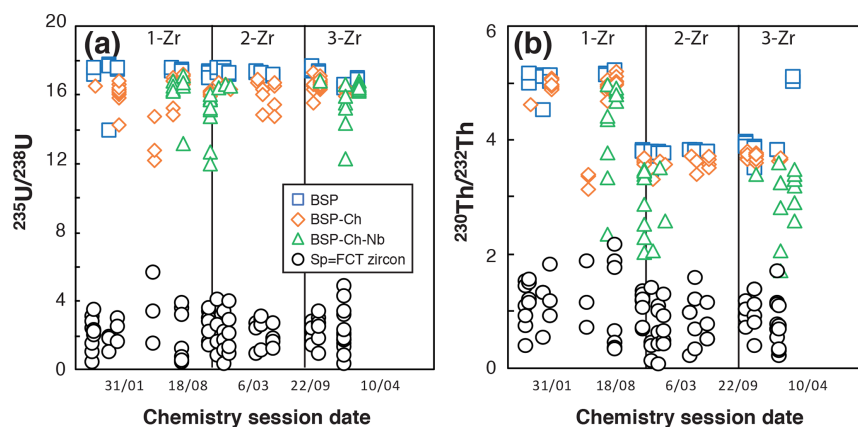 (a)
1-Zr 2-Zr 3-Zr
20
16
12
8
4
0
235U/238U
BSP
BSP-Ch
BSP-Ch-Nb
Sp=FCT zircon
31/01 18/08 6/03 22/09 10/04
Chemistry session date
(b)
1-Zr 2-Zr 3-Zr
6
4
2
0
230Th/232Th
31/01 18/08 6/03 22/09 10/04
Chemistry session date